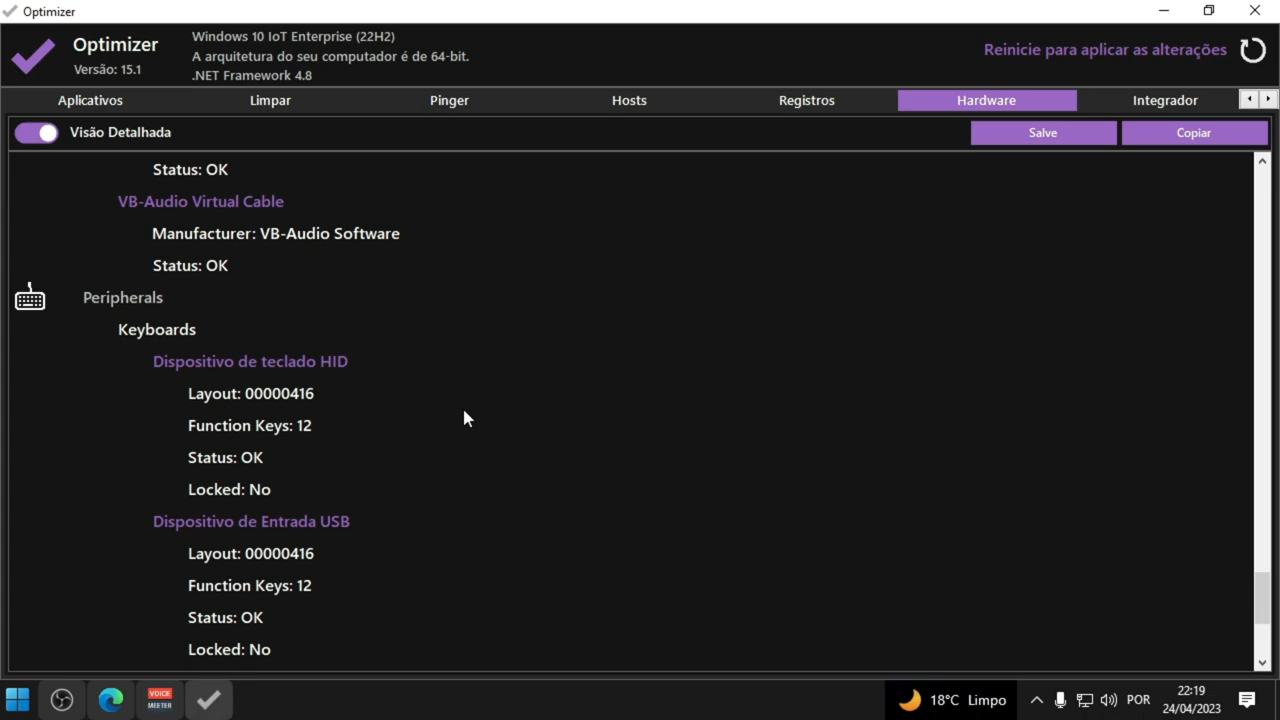 Optimizer
Optimizer
Versão: 15.1
Windows 10 IoT Enterprise (22H2)
A arquitetura do seu computador é de 64-bit.
.NET Framework 4.8
Reinicie para aplicar as alterações
Aplicativos Limpar Pinger Hosts Registros Hardware Integrador
Visão Detalhada
Salve Copiar
Status: OK
VB-Audio Virtual Cable
Manufacturer: VB-Audio Software
Status: OK
Peripherals
Keyboards
Dispositivo de teclado HID
Layout: 00000416
Function Keys: 12
Status: OK
Locked: No
Dispositivo de Entrada USB
Layout: 00000416
Function Keys: 12
Status: OK
Locked: No
VOICE
MEETER
18°C Limpo
POR
22:19
24/04/2023